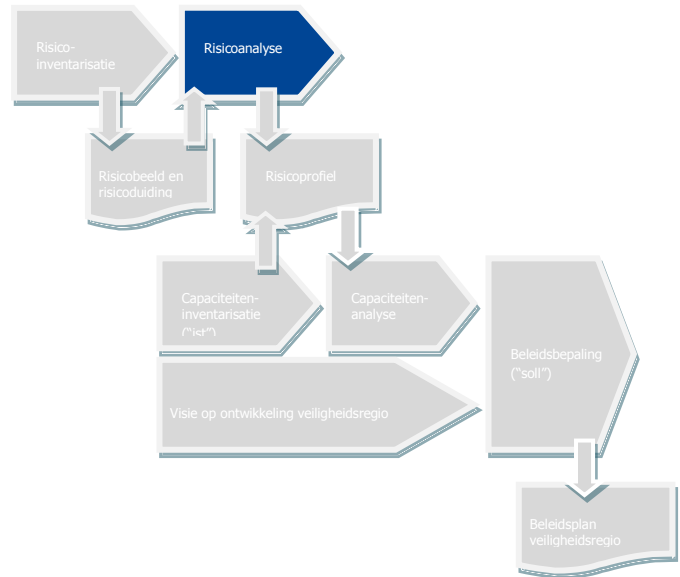 Risico-
inventarisatie
Risicoanalyse
Risicobeeld en
risicoduiding
Risicoprofiel
Capaciteiten-
inventarisatie
("ist")
Capaciteiten-
analyse
Beleidsbepaling
("soll")
Visie op ontwikkeling veiligheidsregio
Beleidsplan
veiligheidsregio